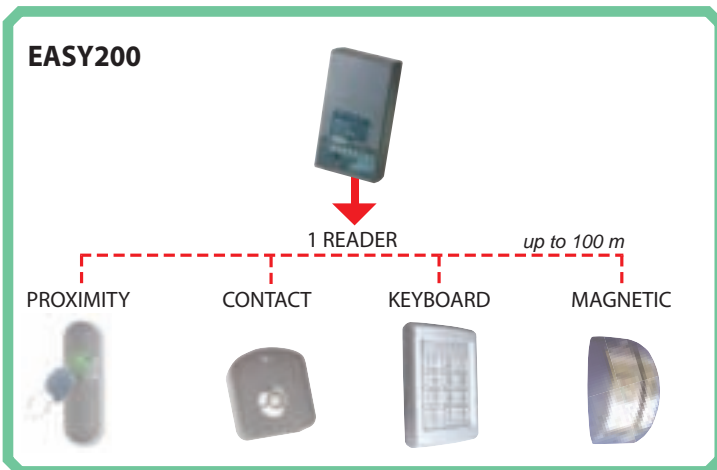 EASY200
1 READER
up to 100 m
PROXIMITY
CONTACT
KEYBOARD
MAGNETIC